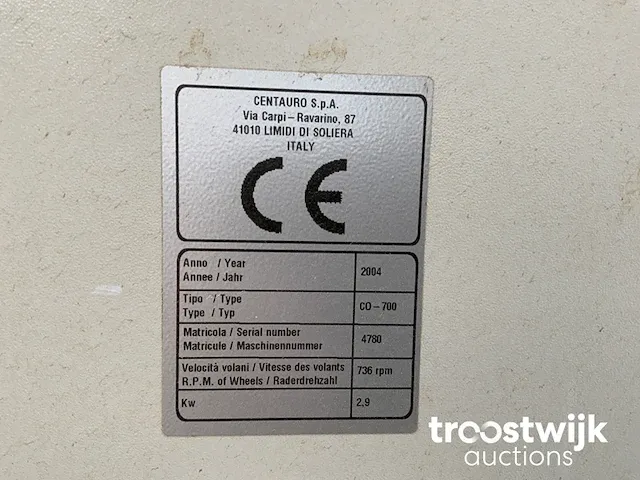 CENTAURO S.p.A.
Via Carpi – Ravarino, 87
41010 LIMIDI DI SOLIERA
ITALY
CE
Anno / Year
Annee / Jahr
2004
Tipo / Type
Type / Typ
CO – 700
Matricola / Serial number
Matricule / Maschinennummer
4780
Velocità volani / Vitesse des volants
R.P.M. of Wheels / Raderdrehzahl
736 rpm
Kw
2,9
troostwijk
auctions